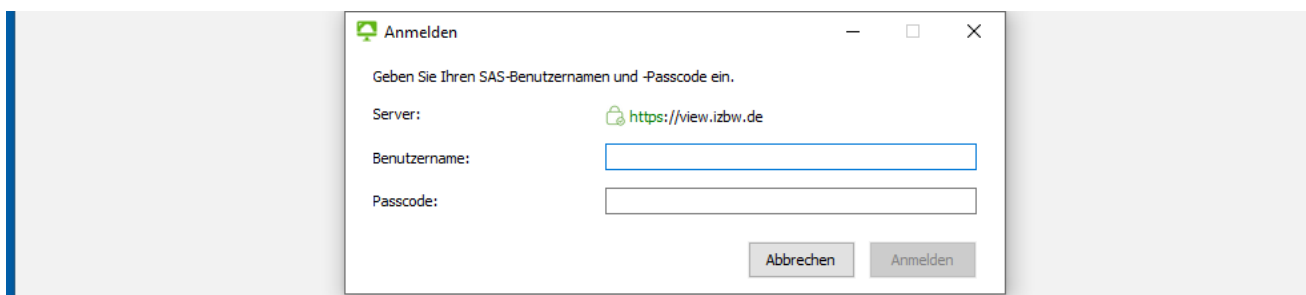 Anmelden
Geben Sie Ihren SAS-Benutzernamen und -Passcode ein.
Server: https://view.izbw.de
Benutzername:
Passcode:
Abbrechen Anmelden